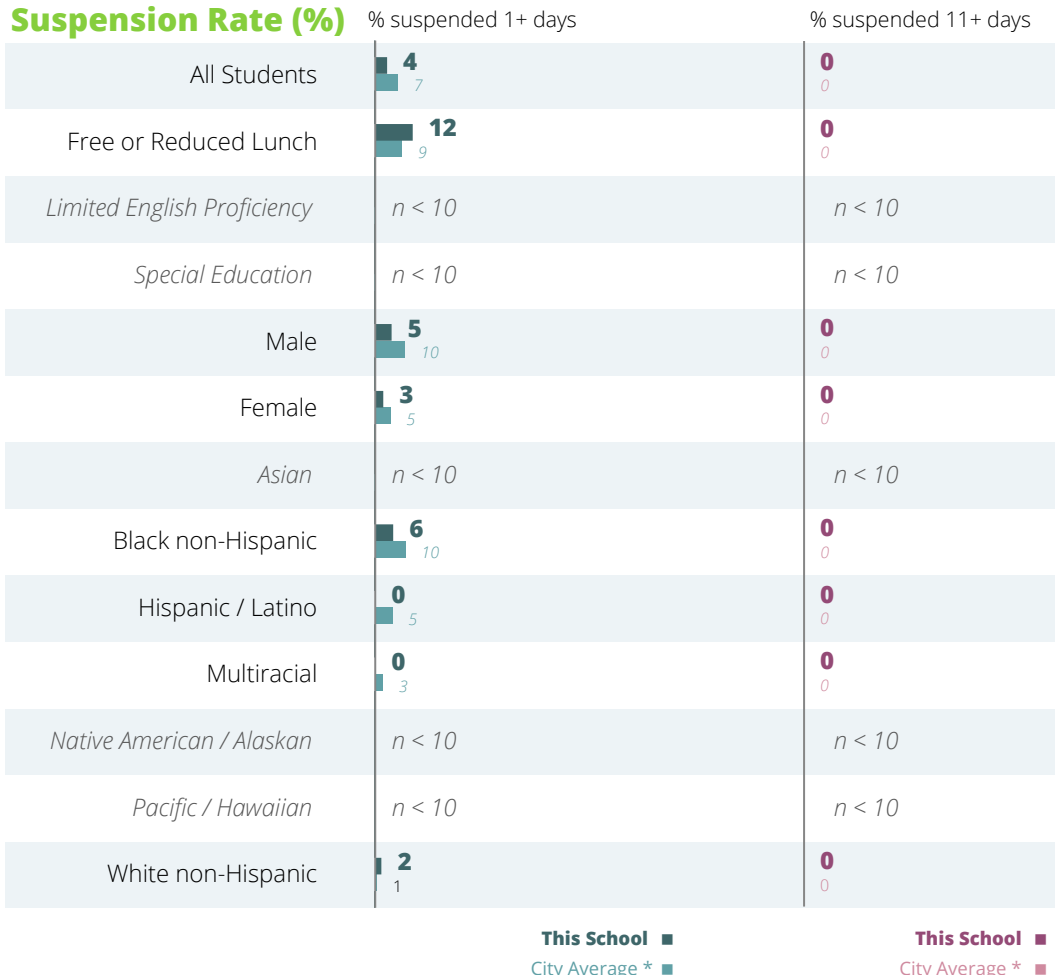 Suspension Rate (%) % suspended 1+ days % suspended 11+ days
All Students 4 0
7 0
Free or Reduced Lunch 12 0
9 0
Limited English Proficiency n < 10 n < 10
Special Education n < 10 n < 10
Male 5 0
10 0
Female 3 0
5 0
Asian n < 10 n < 10
Black non-Hispanic 6 0
10 0
Hispanic / Latino 0 0
5 0
Multiracial 0 0
3 0
Native American / Alaskan n < 10 n < 10
Pacific / Hawaiian n < 10 n < 10
White non-Hispanic 2 0
1 0
This School This School
City Average * City Average *